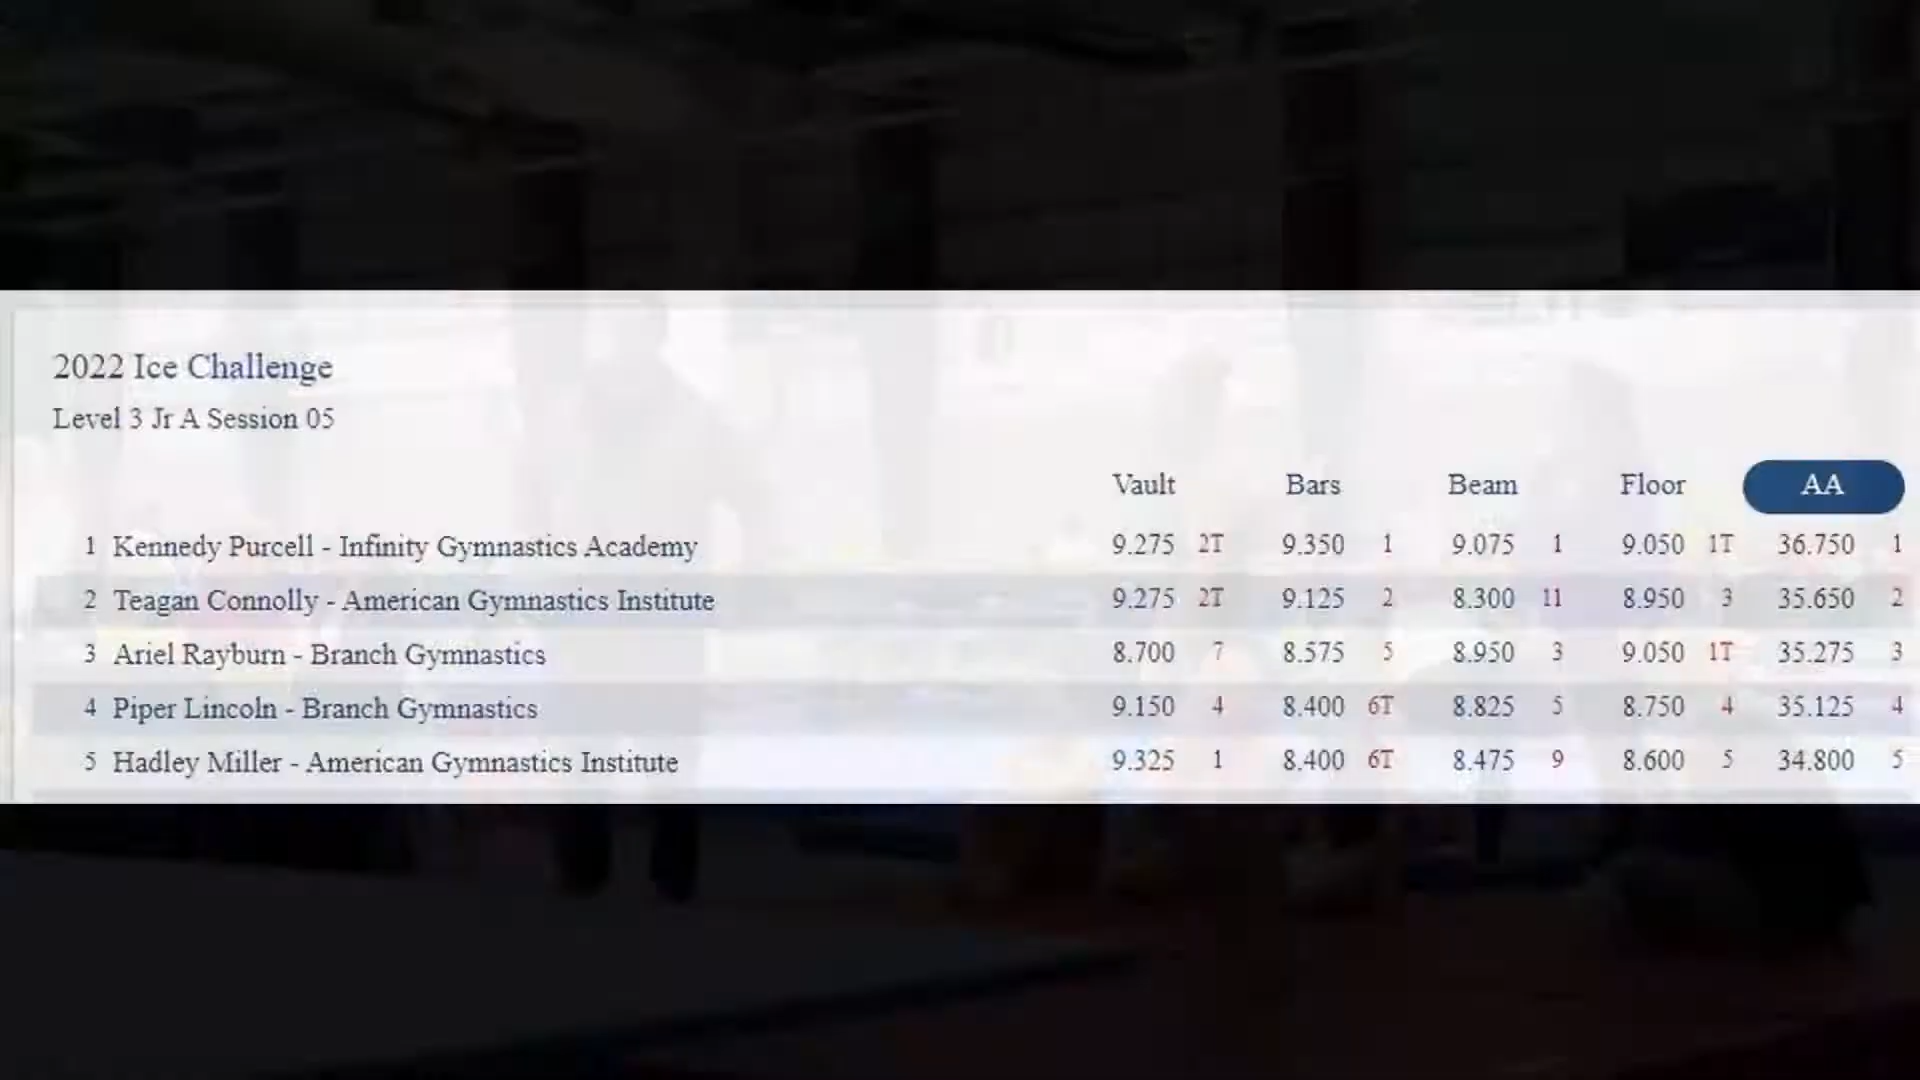 2022 Ice Challenge
Level 3 Jr A Session 05
Vault Bars Beam Floor AA
1 Kennedy Purcell - Infinity Gymnastics Academy 9.275 2T 9.350 1 9.075 1 9.050 1T 36.750 1
2 Teagan Connolly - American Gymnastics Institute 9.275 2T 9.125 2 8.300 11 8.950 3 35.650 2
3 Ariel Rayburn - Branch Gymnastics 8.700 7 8.575 5 8.950 3 9.050 1T 35.275 3
4 Piper Lincoln - Branch Gymnastics 9.150 4 8.400 6T 8.825 5 8.750 4 35.125 4
5 Hadley Miller - American Gymnastics Institute 9.325 1 8.400 6T 8.475 9 8.600 5 34.800 5